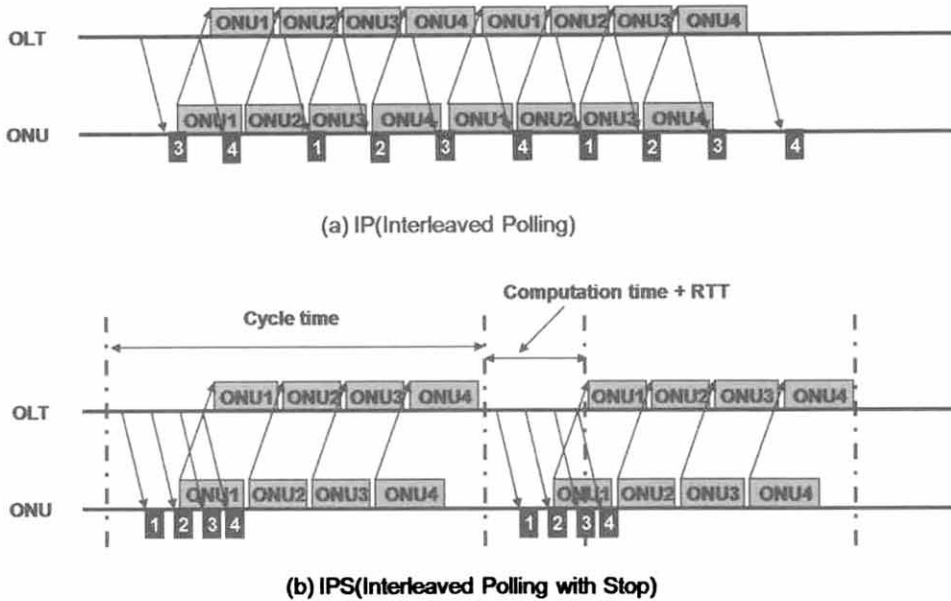 ONU1 ONU2 ONU3 ONU4 ONU1 ONU2 ONU3 ONU4
OLT
ONU1 ONU2 ONU3 ONU4 ONU1 ONU2 ONU3 ONU4
ONU
3 4 1 2 3 4 1 2 3 4
(a) IP(Interleaved Polling)
Computation time + RTT
Cycle time
ONU1 ONU2 ONU3 ONU4 ONU1 ONU2 ONU3 ONU4
OLT
ONU1 ONU2 ONU3 ONU4 ONU1 ONU2 ONU3 ONU4
ONU
1 2 3 4 1 2 3 4
(b) IPS(Interleaved Polling with Stop)